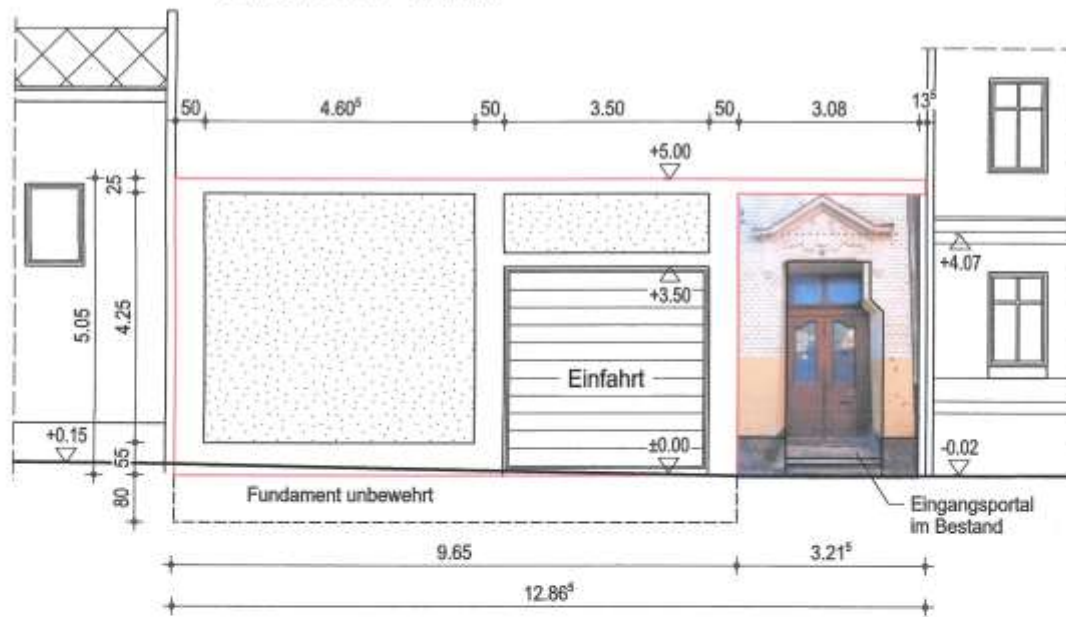 50 4.60⁵ 50 3.50 50 3.08 13⁵
+5.00
25
+4.07
+3.50
5.05 4.25
Einfahrt
+0.15 ±0.00 -0.02
55
80
Fundament unbewehrt
Eingangsportal
im Bestand
9.65 3.21⁵
12.86⁵